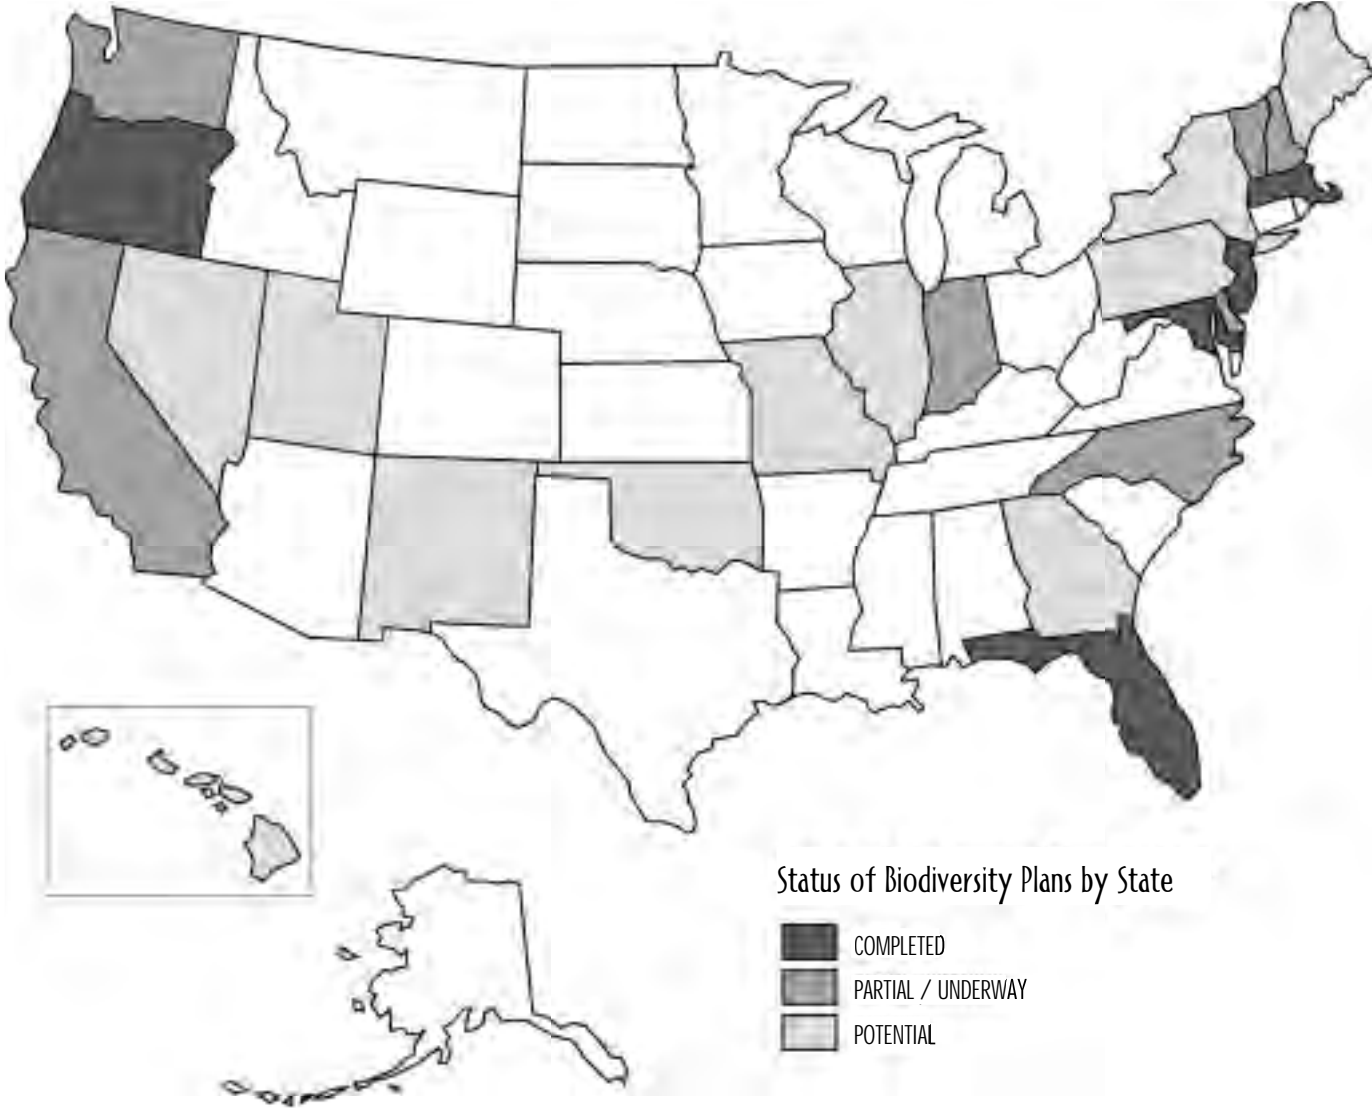 Status of Biodiversity Plans by State
COMPLETED
PARTIAL / UNDERWAY
POTENTIAL